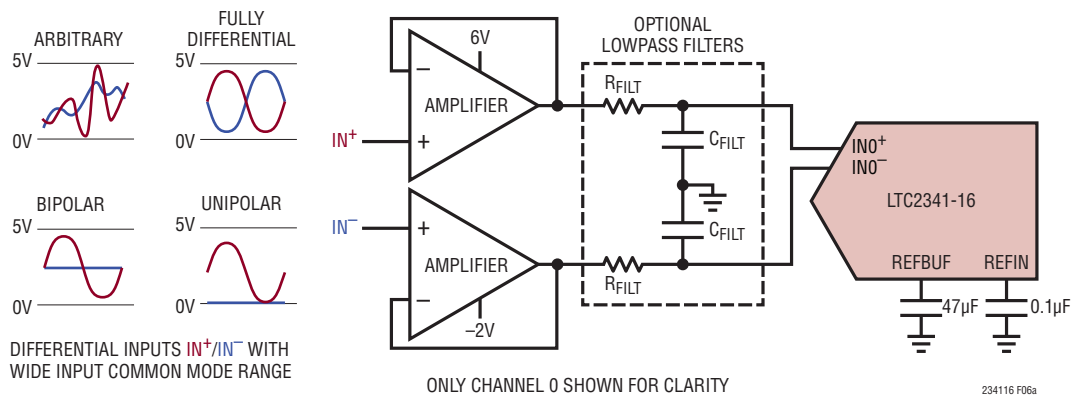 ARBITRARY
5V
0V
FULLY
DIFFERENTIAL
5V
0V
BIPOLAR
5V
0V
UNIPOLAR
5V
0V
DIFFERENTIAL INPUTS IN+/IN− WITH
WIDE INPUT COMMON MODE RANGE
6V
−
AMPLIFIER
+
IN+
IN−
+
AMPLIFIER
−
−2V
OPTIONAL
LOWPASS FILTERS
RFILT
CFILT
CFILT
RFILT
IN0+
IN0−
LTC2341-16
REFBUF REFIN
47µF 0.1µF
ONLY CHANNEL 0 SHOWN FOR CLARITY
234116 F06a